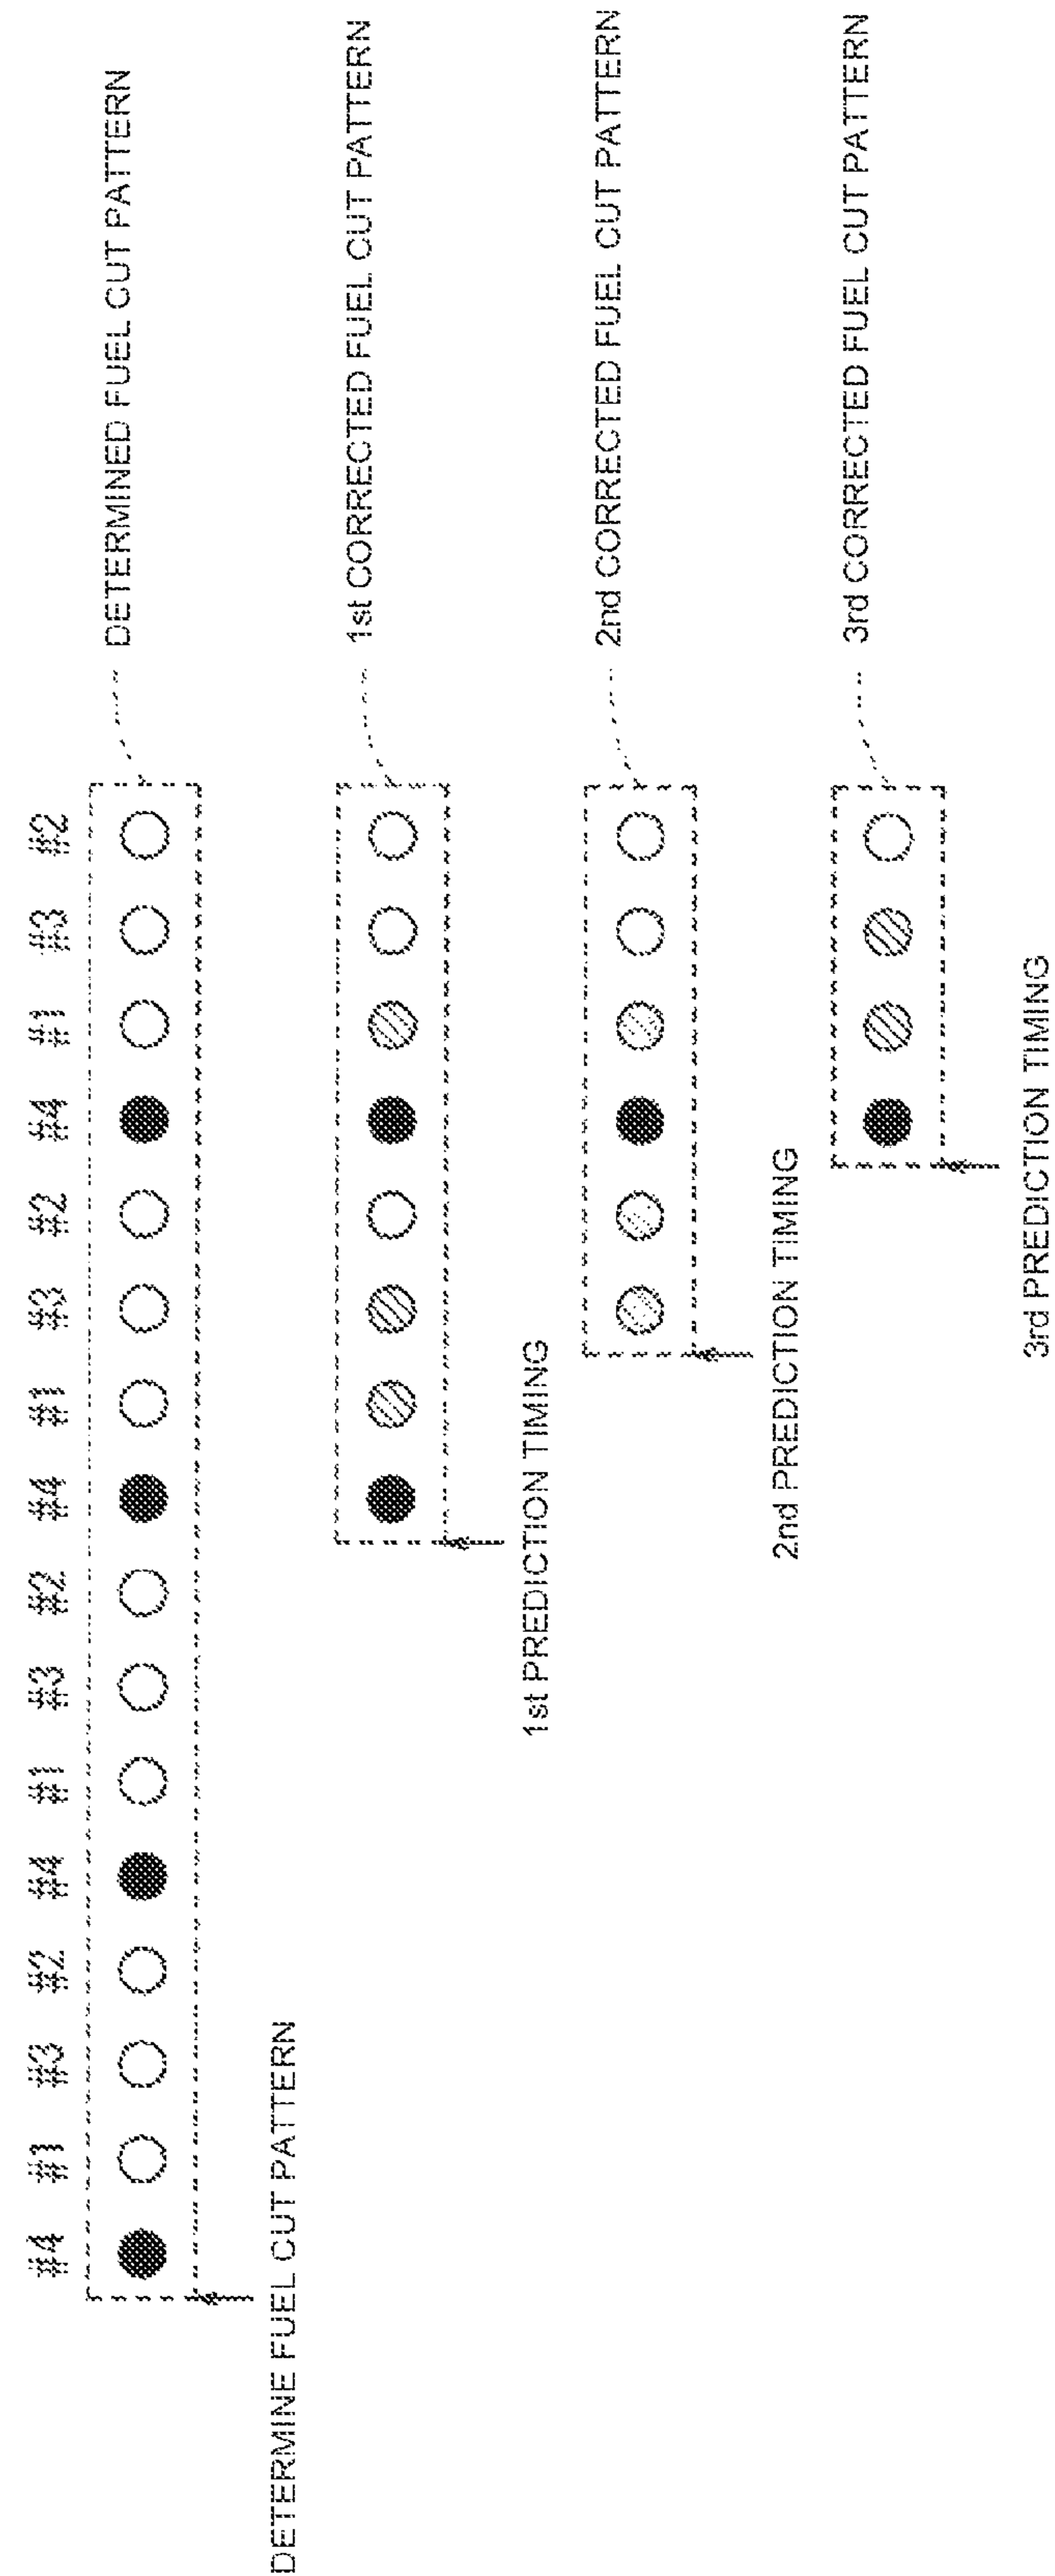 #4 #1 #3 #2 #4 #1 #3 #2 #4 #1 #3 #2 #4 #1 #3 #2
DETERMINED FUEL CUT PATTERN
DETERMINE FUEL CUT PATTERN
1st CORRECTED FUEL CUT PATTERN
1st PREDICTION TIMING
2nd CORRECTED FUEL CUT PATTERN
2nd PREDICTION TIMING
3rd CORRECTED FUEL CUT PATTERN
3rd PREDICTION TIMING